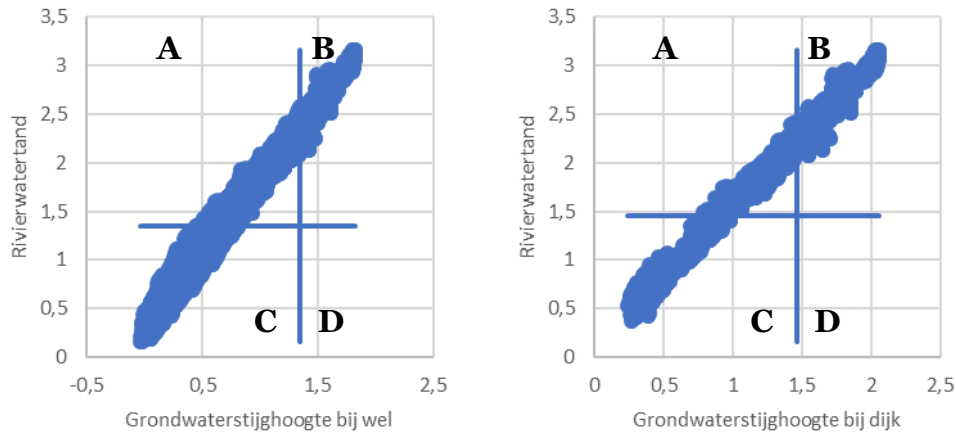 3,5
3
2,5
2
1,5
1
0,5
0
-0,5 0,5 1,5 2,5
A B
C D
Rivierwatertand
Grondwaterstijghoogte bij wel
3,5
3
2,5
2
1,5
1
0,5
0
0 0,5 1 1,5 2 2,5
A B
C D
Rivierwatertand
Grondwaterstijghoogte bij dijk